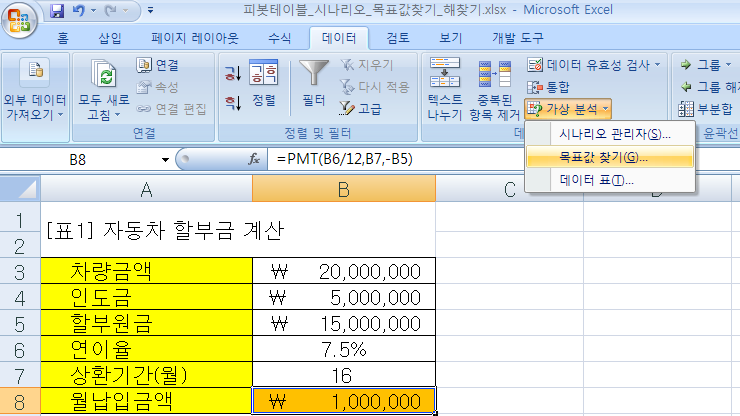 피봇테이블_시나리오_목표값찾기_해찾기.xlsx - Microsoft Excel
홈 삽입 페이지 레이아웃 수식 데이터 검토 보기 개발 도구
외부 데이터 가져오기
모두 새로 고침
연결
속성
연결 편집
연결
정렬
필터
지우기
다시 적용
고급
정렬 및 필터
텍스트 나누기
중복된 항목 제거
데이터 유효성 검사
통합
가상 분석
그룹
그룹 해
부분합
윤곽선
시나리오 관리자(S)...
목표값 찾기(G)...
데이터 표(T)...
B8 fx =PMT(B6/12,B7,-B5)
A B C
1 [표1] 자동차 할부금 계산
2
3 차량금액 ₩ 20,000,000
4 인도금 ₩ 5,000,000
5 할부원금 ₩ 15,000,000
6 연이율 7.5%
7 상환기간(월) 16
8 월납입금액 ₩ 1,000,000